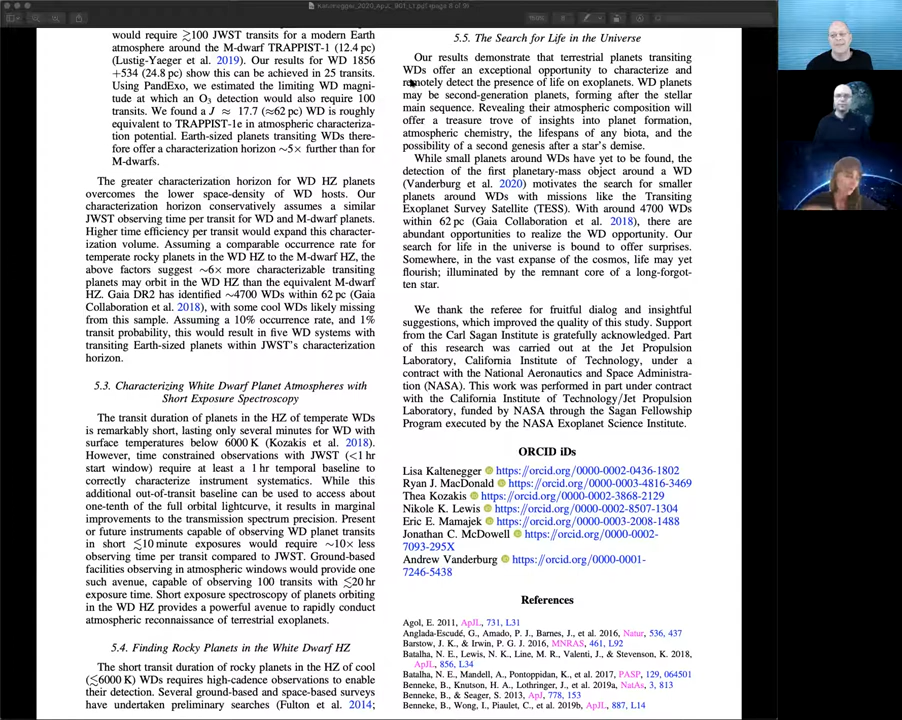 Kaltenegger_2020_ApJL_901_L1.pdf (page 8 of 9)
would require ≳100 JWST transits for a modern Earth
atmosphere around the M-dwarf TRAPPIST-1 (12.4 pc)
(Lustig-Yaeger et al. 2019). Our results for WD 1856
+534 (24.8 pc) show this can be achieved in 25 transits.
Using PandExo, we estimated the limiting WD magni-
tude at which an O3 detection would also require 100
transits. We found a J ≈ 17.7 (≈62 pc) WD is roughly
equivalent to TRAPPIST-1e in atmospheric characteriza-
tion potential. Earth-sized planets transiting WDs there-
fore offer a characterization horizon ∼5× further than for
M-dwarfs.
The greater characterization horizon for WD HZ planets
overcomes the lower space-density of WD hosts. Our
characterization horizon conservatively assumes a similar
JWST observing time per transit for WD and M-dwarf planets.
Higher time efficiency per transit would expand this character-
ization volume. Assuming a comparable occurrence rate for
temperate rocky planets in the WD HZ to the M-dwarf HZ, the
above factors suggest ∼6× more characterizable transiting
planets may orbit in the WD HZ than the equivalent M-dwarf
HZ. Gaia DR2 has identified ∼4700 WDs within 62 pc (Gaia
Collaboration et al. 2018), with some cool WDs likely missing
from this sample. Assuming a 10% occurrence rate, and 1%
transit probability, this would result in five WD systems with
transiting Earth-sized planets within JWST's characterization
horizon.
5.3. Characterizing White Dwarf Planet Atmospheres with
Short Exposure Spectroscopy
The transit duration of planets in the HZ of temperate WDs
is remarkably short, lasting only several minutes for WD with
surface temperatures below 6000 K (Kozakis et al. 2018).
However, time constrained observations with JWST (<1 hr
start window) require at least a 1 hr temporal baseline to
correctly characterize instrument systematics. While this
additional out-of-transit baseline can be used to access about
one-tenth of the full orbital lightcurve, it results in marginal
improvements to the transmission spectrum precision. Present
or future instruments capable of observing WD planet transits
in short ≲10 minute exposures would require ∼10× less
observing time per transit compared to JWST. Ground-based
facilities observing in atmospheric windows would provide one
such avenue, capable of observing 100 transits with ≲20 hr
exposure time. Short exposure spectroscopy of planets orbiting
in the WD HZ provides a powerful avenue to rapidly conduct
atmospheric reconnaissance of terrestrial exoplanets.
5.4. Finding Rocky Planets in the White Dwarf HZ
The short transit duration of rocky planets in the HZ of cool
(≲6000 K) WDs requires high-cadence observations to enable
their detection. Several ground-based and space-based surveys
have undertaken preliminary searches (Fulton et al. 2014;
5.5. The Search for Life in the Universe
Our results demonstrate that terrestrial planets transiting
WDs offer an exceptional opportunity to characterize and
remotely detect the presence of life on exoplanets. WD planets
may be second-generation planets, forming after the stellar
main sequence. Revealing their atmospheric composition will
offer a treasure trove of insights into planet formation,
atmospheric chemistry, the lifespans of any biota, and the
possibility of a second genesis after a star's demise.
While small planets around WDs have yet to be found, the
detection of the first planetary-mass object around a WD
(Vanderburg et al. 2020) motivates the search for smaller
planets around WDs with missions like the Transiting
Exoplanet Survey Satellite (TESS). With around 4700 WDs
within 62 pc (Gaia Collaboration et al. 2018), there are
abundant opportunities to realize the WD opportunity. Our
search for life in the universe is bound to offer surprises.
Somewhere, in the vast expanse of the cosmos, life may yet
flourish; illuminated by the remnant core of a long-forgot-
ten star.
We thank the referee for fruitful dialog and insightful
suggestions, which improved the quality of this study. Support
from the Carl Sagan Institute is gratefully acknowledged. Part
of this research was carried out at the Jet Propulsion
Laboratory, California Institute of Technology, under a
contract with the National Aeronautics and Space Administra-
tion (NASA). This work was performed in part under contract
with the California Institute of Technology/Jet Propulsion
Laboratory, funded by NASA through the Sagan Fellowship
Program executed by the NASA Exoplanet Science Institute.
ORCID iDs
Lisa Kaltenegger https://orcid.org/0000-0002-0436-1802
Ryan J. MacDonald https://orcid.org/0000-0003-4816-3469
Thea Kozakis https://orcid.org/0000-0002-3868-2129
Nikole K. Lewis https://orcid.org/0000-0002-8507-1304
Eric E. Mamajek https://orcid.org/0000-0003-2008-1488
Jonathan C. McDowell https://orcid.org/0000-0002-
7093-295X
Andrew Vanderburg https://orcid.org/0000-0001-
7246-5438
References
Agol, E. 2011, ApJL, 731, L31
Anglada-Escudé, G., Amado, P. J., Barnes, J., et al. 2016, Natur, 536, 437
Barstow, J. K., & Irwin, P. G. J. 2016, MNRAS, 461, L92
Batalha, N. E., Lewis, N. K., Line, M. R., Valenti, J., & Stevenson, K. 2018,
ApJL, 856, L34
Batalha, N. E., Mandell, A., Pontoppidan, K., et al. 2017, PASP, 129, 064501
Benneke, B., Knutson, H. A., Lothringer, J., et al. 2019a, NatAs, 3, 813
Benneke, B., & Seager, S. 2013, ApJ, 778, 153
Benneke, B., Wong, I., Piaulet, C., et al. 2019b, ApJL, 887, L14